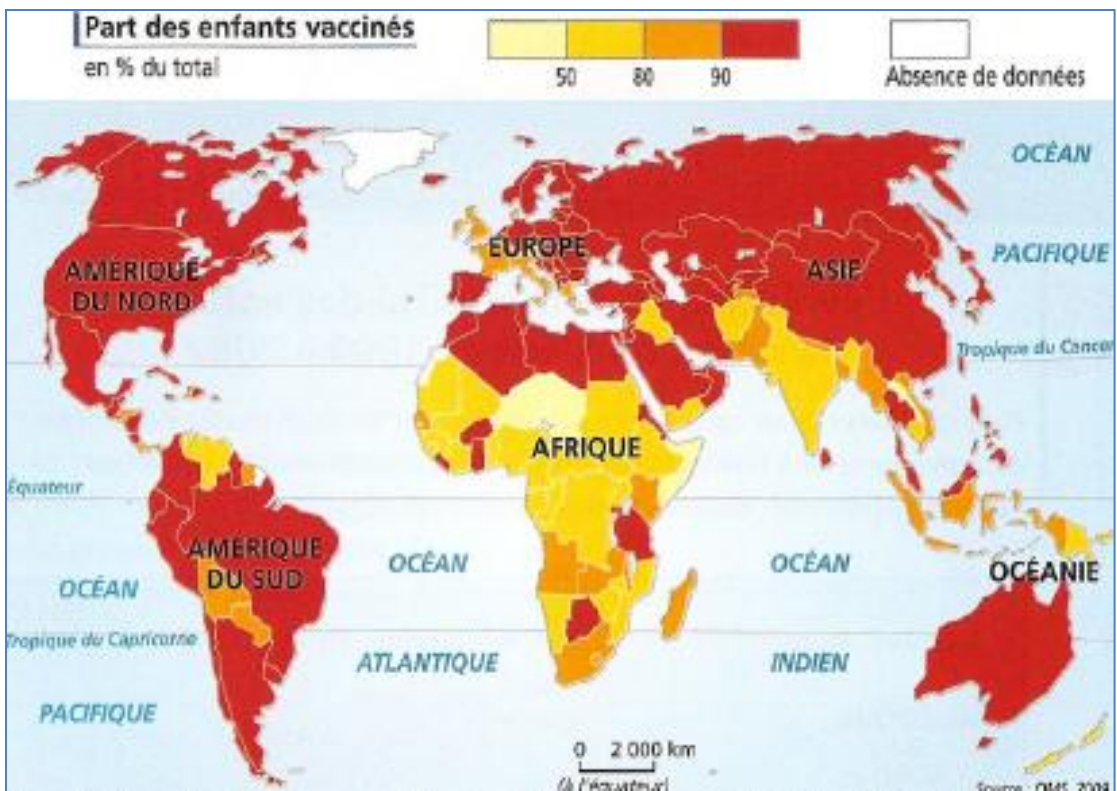 Part des enfants vaccinés
en % du total
50 80 90
Absence de données
OCÉAN
PACIFIQUE
EUROPE
ASIE
AMÉRIQUE
DU NORD
Tropique du Cancer
AFRIQUE
Équateur
AMÉRIQUE
DU SUD
OCÉAN
OCÉAN
OCÉAN
OCÉANIE
Tropique du Capricorne
ATLANTIQUE
INDIEN
PACIFIQUE
0 2 000 km
(à l'équateur)
Source : OMS, 2009